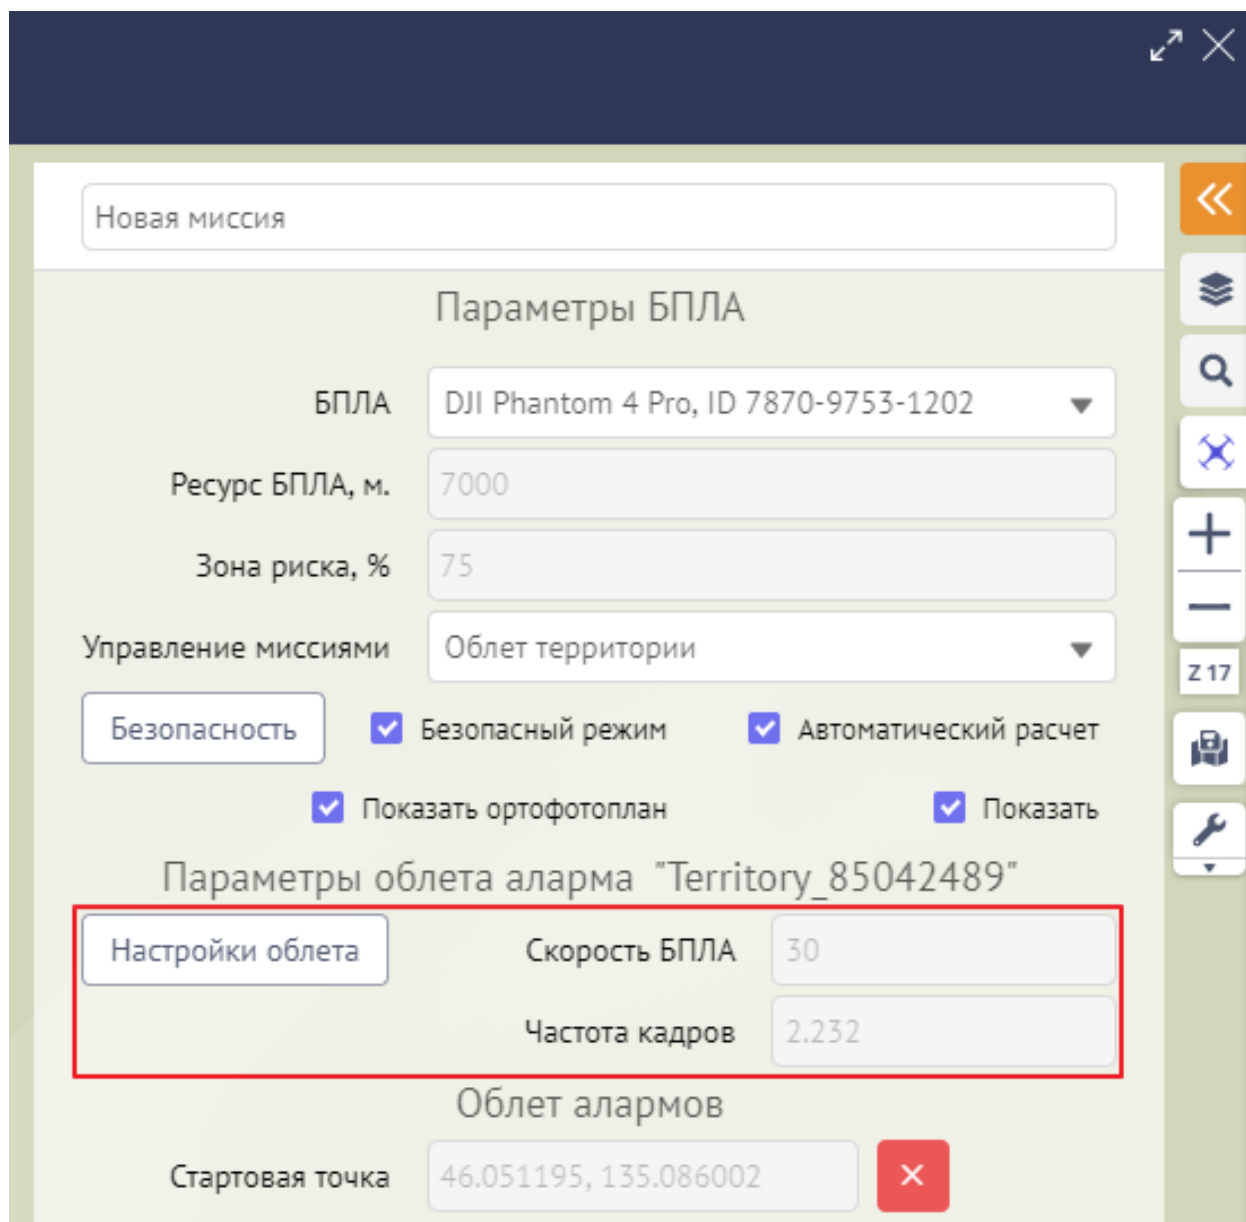 Новая миссия
Параметры БПЛА
БПЛА DJI Phantom 4 Pro, ID 7870-9753-1202
Ресурс БПЛА, м. 7000
Зона риска, % 75
Управление миссиями Облет территории
Z 17
Безопасность Безопасный режим Автоматический расчет
Показать ортофотоплан Показать
Параметры облета аларма "Territory_85042489"
Настройки облета Скорость БПЛА 30
Частота кадров 2.232
Облет алармов
Стартовая точка 46.051195, 135.086002